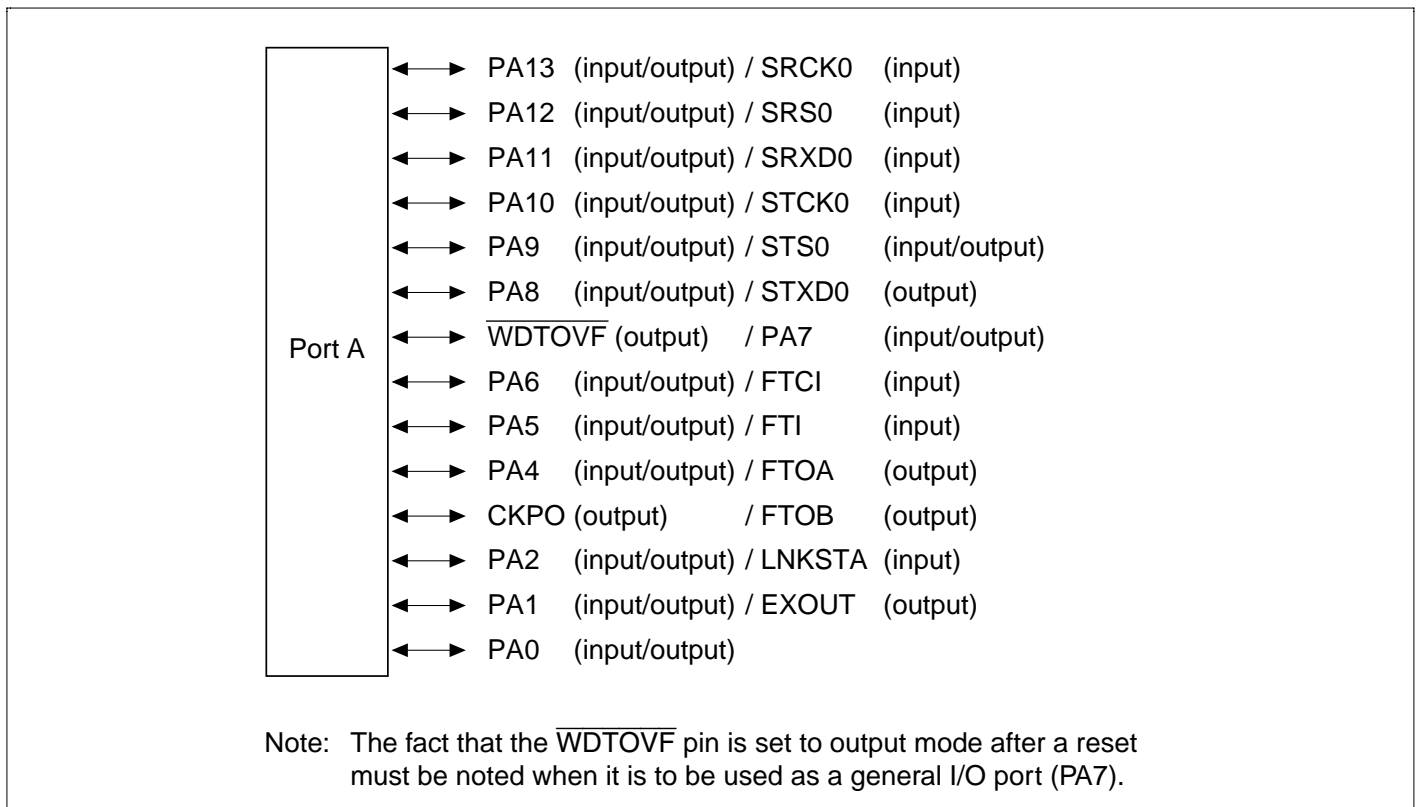 PA13 (input/output) / SRCK0 (input)
PA12 (input/output) / SRS0 (input)
PA11 (input/output) / SRXD0 (input)
PA10 (input/output) / STCK0 (input)
PA9 (input/output) / STS0 (input/output)
PA8 (input/output) / STXD0 (output)
Port A
WDTOVF (output) / PA7 (input/output)
PA6 (input/output) / FTCI (input)
PA5 (input/output) / FTI (input)
PA4 (input/output) / FTOA (output)
CKPO (output) / FTOB (output)
PA2 (input/output) / LNKSTA (input)
PA1 (input/output) / EXOUT (output)
PA0 (input/output)
Note: The fact that the WDTOVF pin is set to output mode after a reset
must be noted when it is to be used as a general I/O port (PA7).